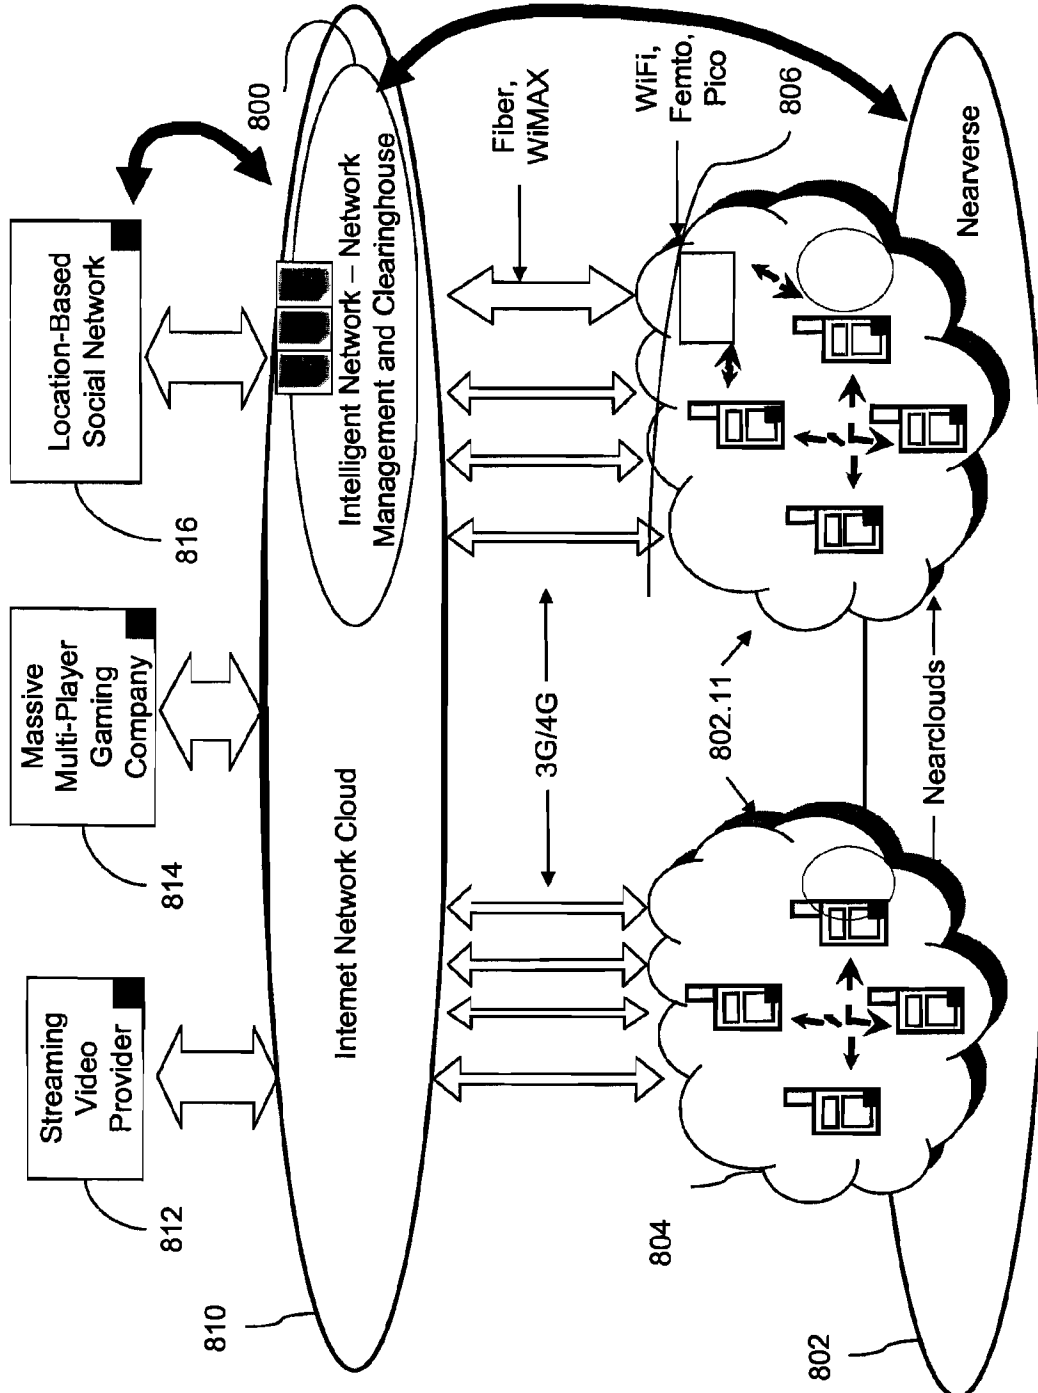 Streaming
Video
Provider
812
Massive
Multi-Player
Gaming
Company
814
Location-Based
Social Network
816
800
810
Internet Network Cloud
Intelligent Network – Network
Management and Clearinghouse
3G/4G
Fiber,
WiMAX
WiFi,
Femto,
Pico
806
804
802.11
802
Nearclouds
Nearverse